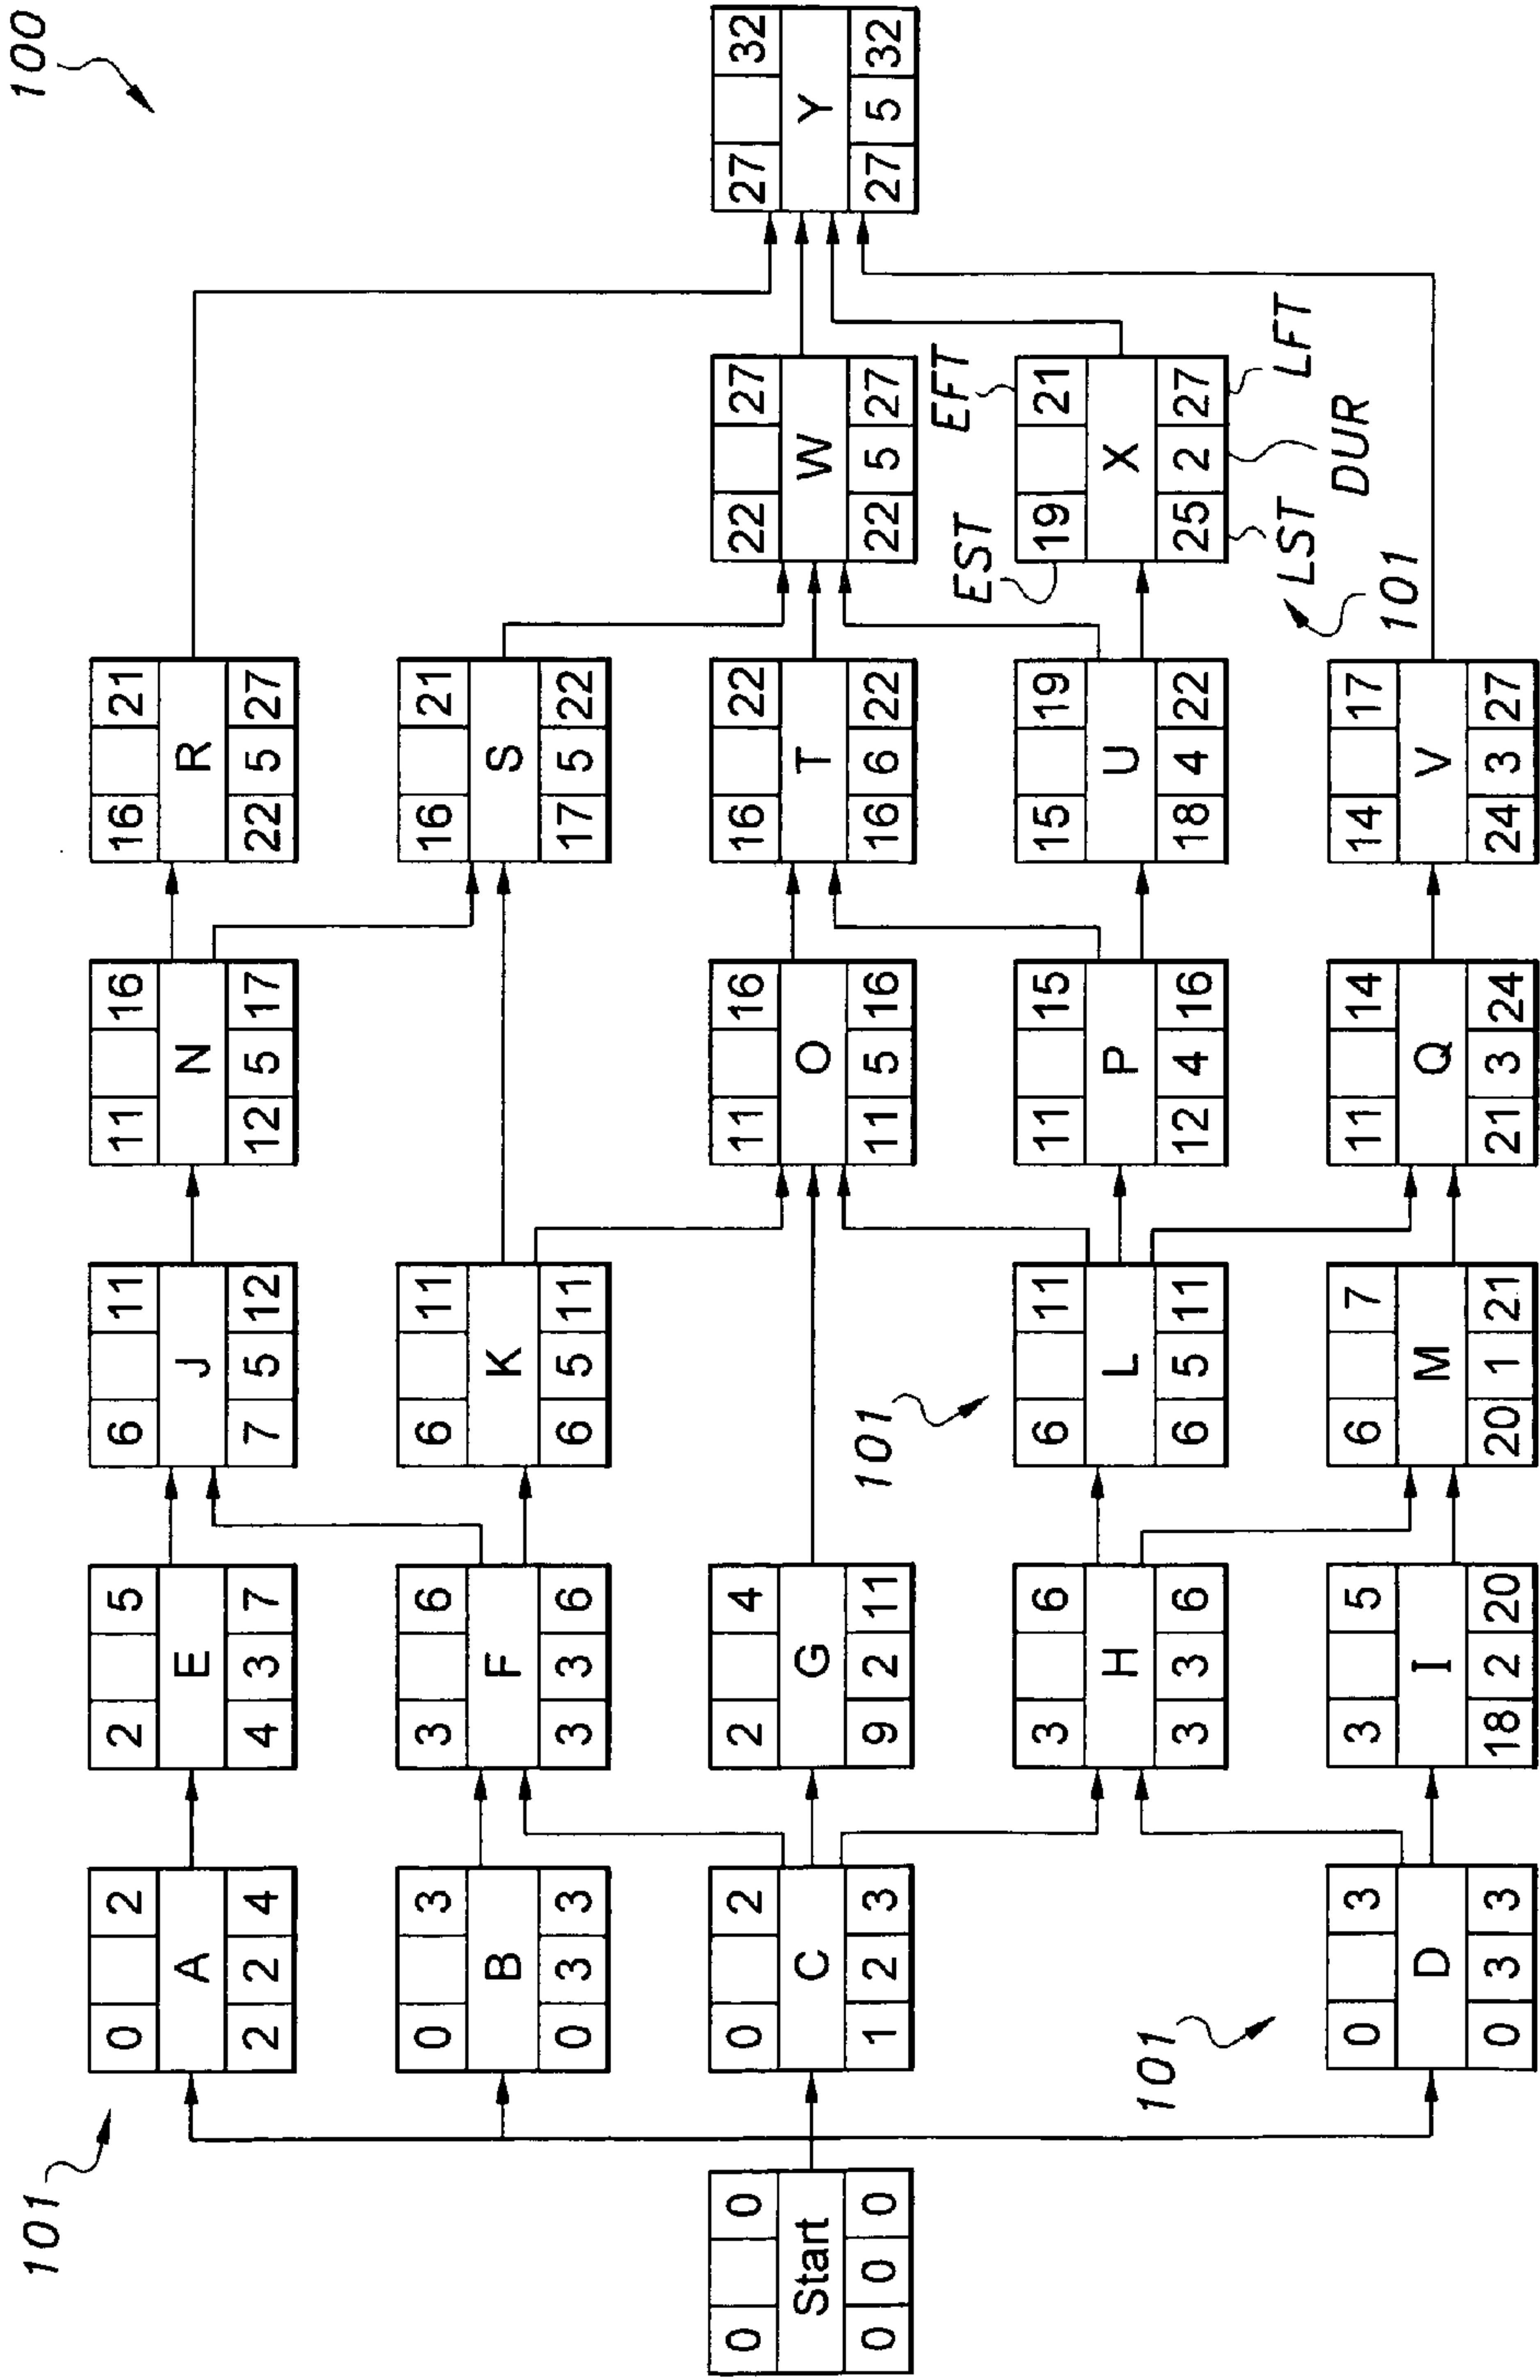 100
101
0 0
Start
0 0 0
0 2
A
2 2 4
0 3
B
0 3 3
0 2
C
1 2 3
101
0 3
D
0 3 3
2 5
E
4 3 7
3 6
F
3 3 6
2 4
G
9 2 11
3 6
H
3 3 6
3 5
I
18 2 20
6 11
J
7 5 12
6 11
K
6 5 11
101
6 11
L
6 5 11
6 7
M
20 1 21
11 16
N
12 5 17
11 16
O
11 5 16
11 15
P
12 4 16
11 14
Q
21 3 24
16 21
R
22 5 27
16 21
S
17 5 22
16 22
T
16 6 22
15 19
U
18 4 22
14 17
V
24 3 27
22 27
W
22 5 27
EST EFT
19 21
X
25 2 27
LST DUR LFT
101
27 32
Y
27 5 32